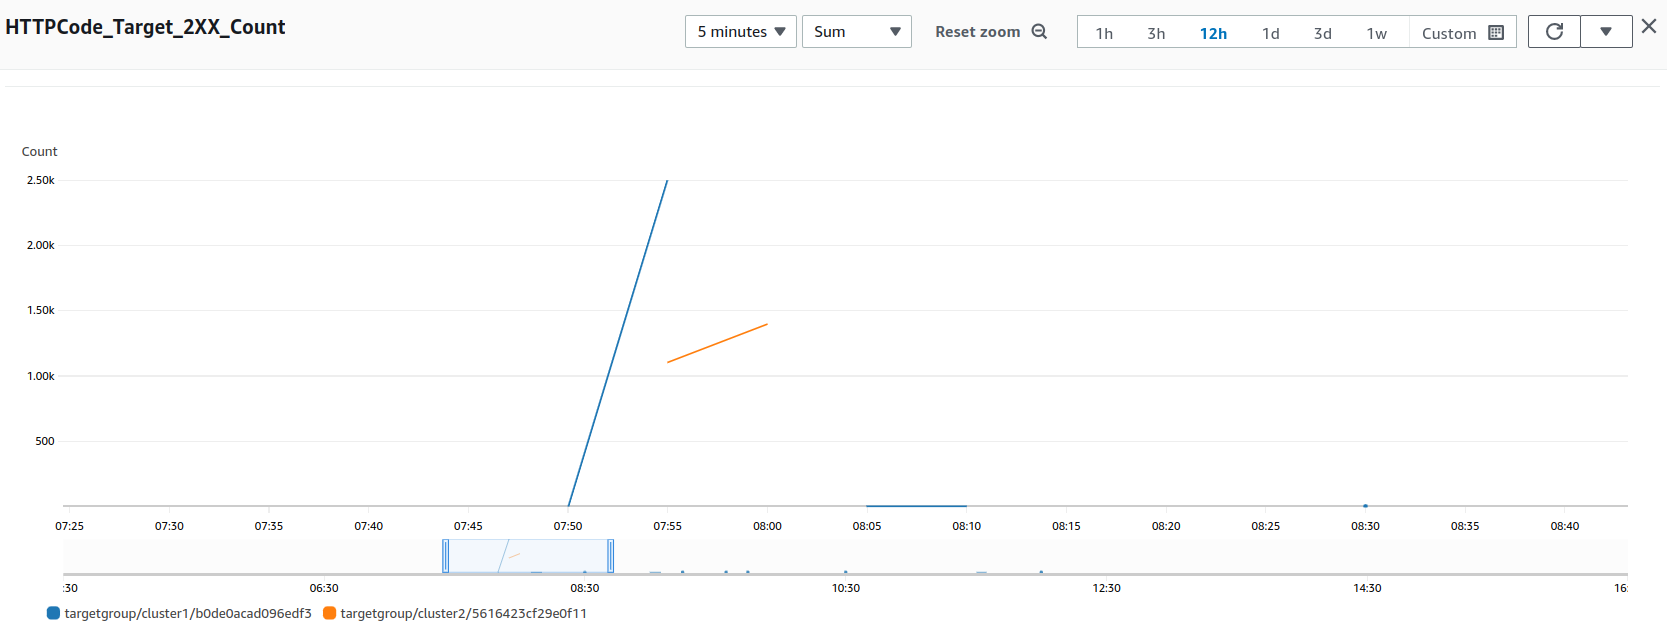 HTTPCode_Target_2XX_Count
5 minutes Sum Reset zoom 1h 3h 12h 1d 3d 1w Custom
Count
2.50k
2.00k
1.50k
1.00k
500
07:25 07:30 07:35 07:40 07:45 07:50 07:55 08:00 08:05 08:10 08:15 08:20 08:25 08:30 08:35 08:40
:30 06:30 08:30 10:30 12:30 14:30 16:
targetgroup/cluster1/b0de0acad096edf3 targetgroup/cluster2/5616423cf29e0f11